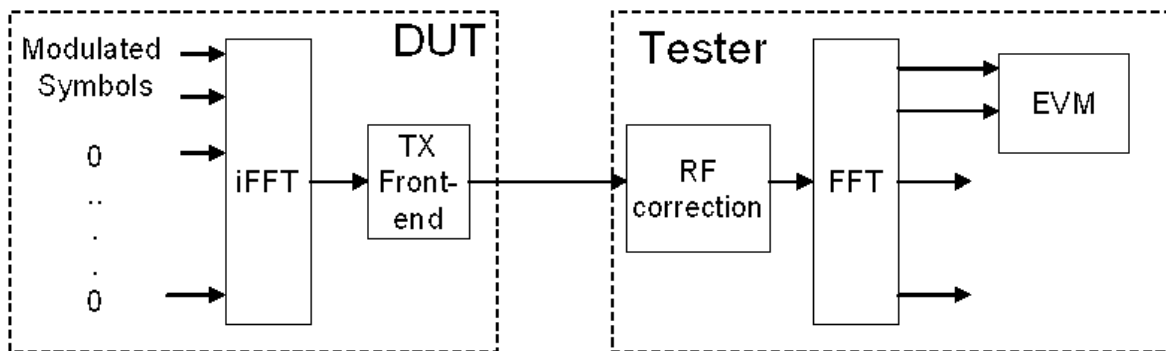 DUT
Modulated
Symbols
0
..
.
.
0
iFFT
TX
Front-
end
Tester
RF
correction
FFT
EVM